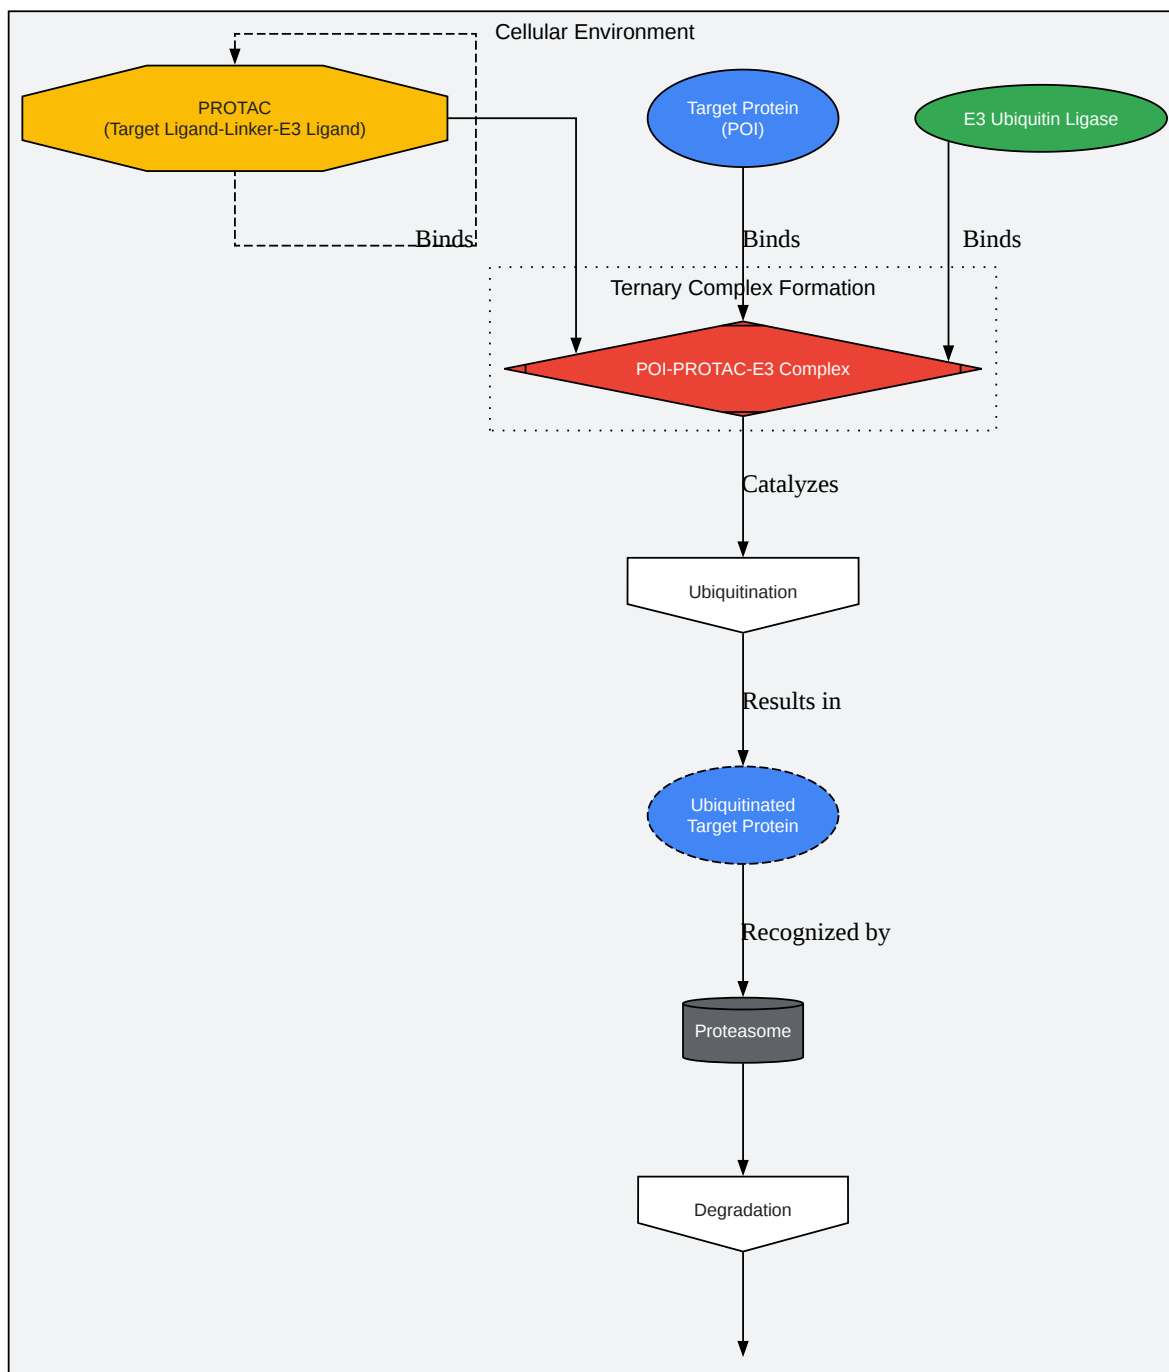 Cellular Environment
PROTAC
(Target Ligand-Linker-E3 Ligand)
Target Protein
(POI)
E3 Ubiquitin Ligase
Binds
Binds
Binds
Ternary Complex Formation
POI-PROTAC-E3 Complex
Catalyzes
Ubiquitination
Results in
Ubiquitinated
Target Protein
Recognized by
Proteasome
Degradation